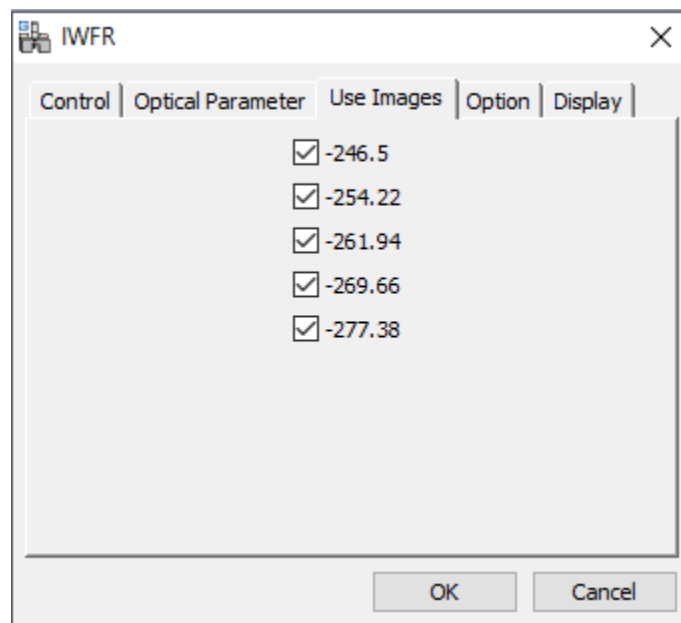 IWFR
Control Optical Parameter Use Images Option Display
-246.5
-254.22
-261.94
-269.66
-277.38
OK Cancel